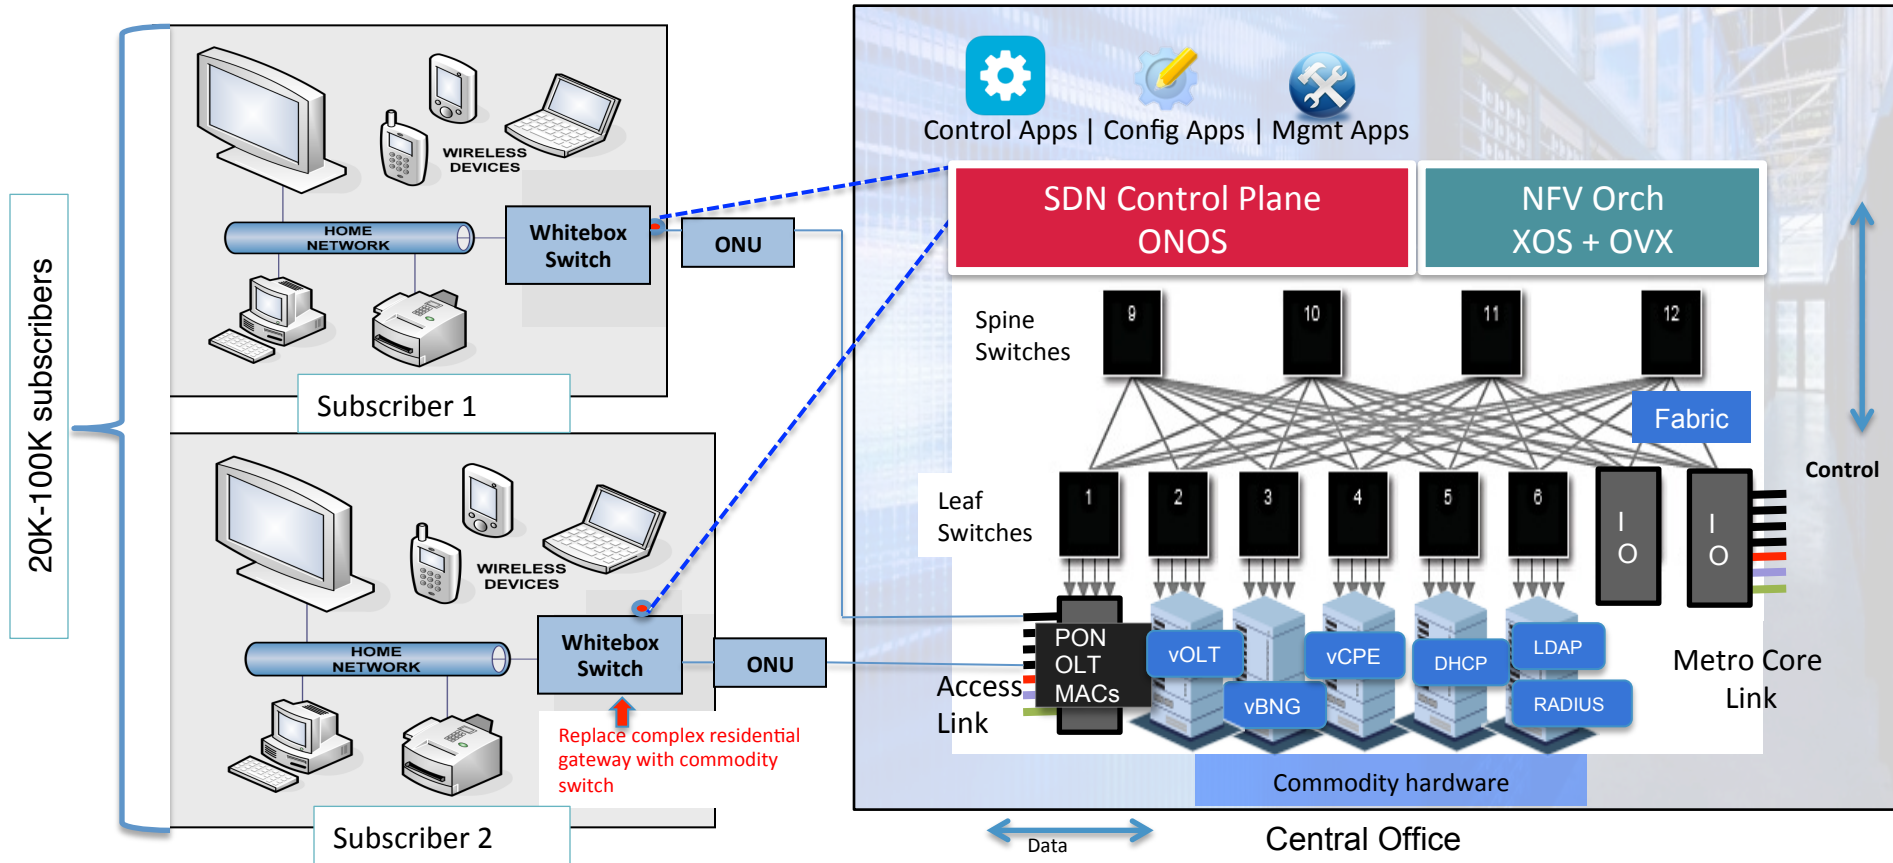 20K-100K subscribers
WIRELESS
DEVICES
HOME
NETWORK
Whitebox
Switch
ONU
Subscriber 1
WIRELESS
DEVICES
HOME
NETWORK
Whitebox
Switch
ONU
Replace complex residential
gateway with commodity
switch
Subscriber 2
Control Apps | Config Apps | Mgmt Apps
SDN Control Plane
ONOS
NFV Orch
XOS + OVX
Spine
Switches
9
10
11
12
Fabric
Control
Leaf
Switches
1
2
3
4
5
6
I
O
I
O
PON
OLT
MACs
Access
Link
vOLT
vBNG
vCPE
DHCP
LDAP
RADIUS
Metro Core
Link
Commodity hardware
Data
Central Office